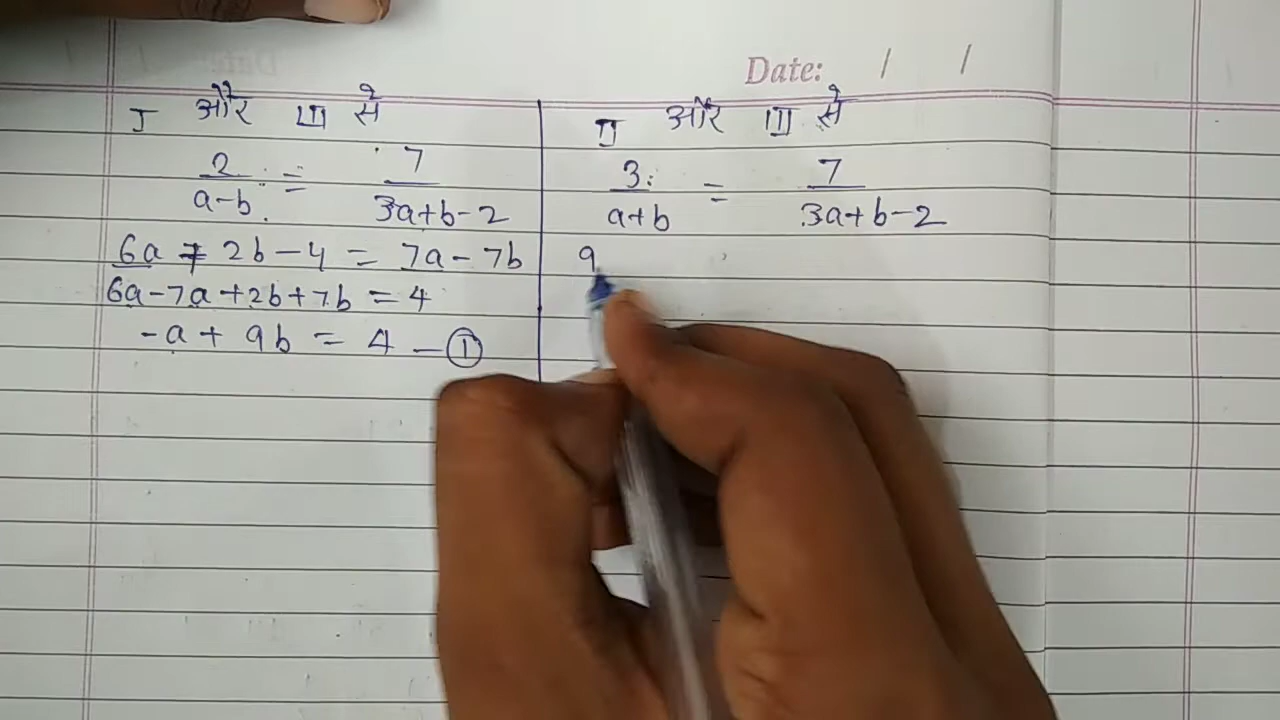 Date: / /
I और III से
2/(a-b) = 7/(3a+b-2)
6a + 2b - 4 = 7a - 7b
6a - 7a + 2b + 7b = 4
-a + 9b = 4 — ①
II और III से
3/(a+b) = 7/(3a+b-2)
9